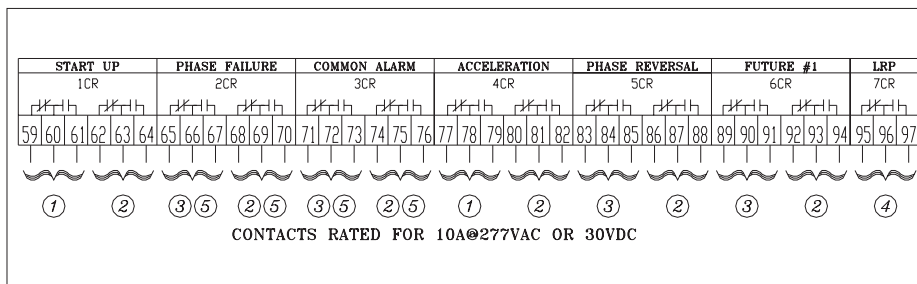 START UP PHASE FAILURE COMMON ALARM ACCELERATION PHASE REVERSAL FUTURE #1 LRP
1CR 2CR 3CR 4CR 5CR 6CR 7CR
59 60 61 62 63 64 65 66 67 68 69 70 71 72 73 74 75 76 77 78 79 80 81 82 83 84 85 86 87 88 89 90 91 92 93 94 95 96 97
1 2 3 5 2 5 3 5 2 5 1 2 3 2 3 2 4
CONTACTS RATED FOR 10A@277VAC OR 30VDC